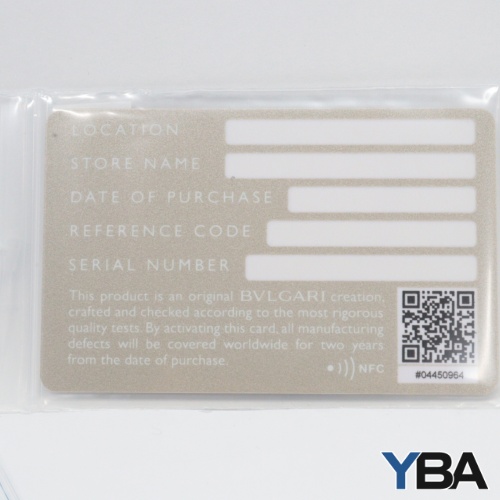 LOCATION
STORE NAME
DATE OF PURCHASE
REFERENCE CODE
SERIAL NUMBER
This product is an original BVLGARI creation,
crafted and checked according to the most rigorous
quality tests. By activating this card, all manufacturing
defects will be covered worldwide for two years
from the date of purchase.
NFC
#04450964
YBA